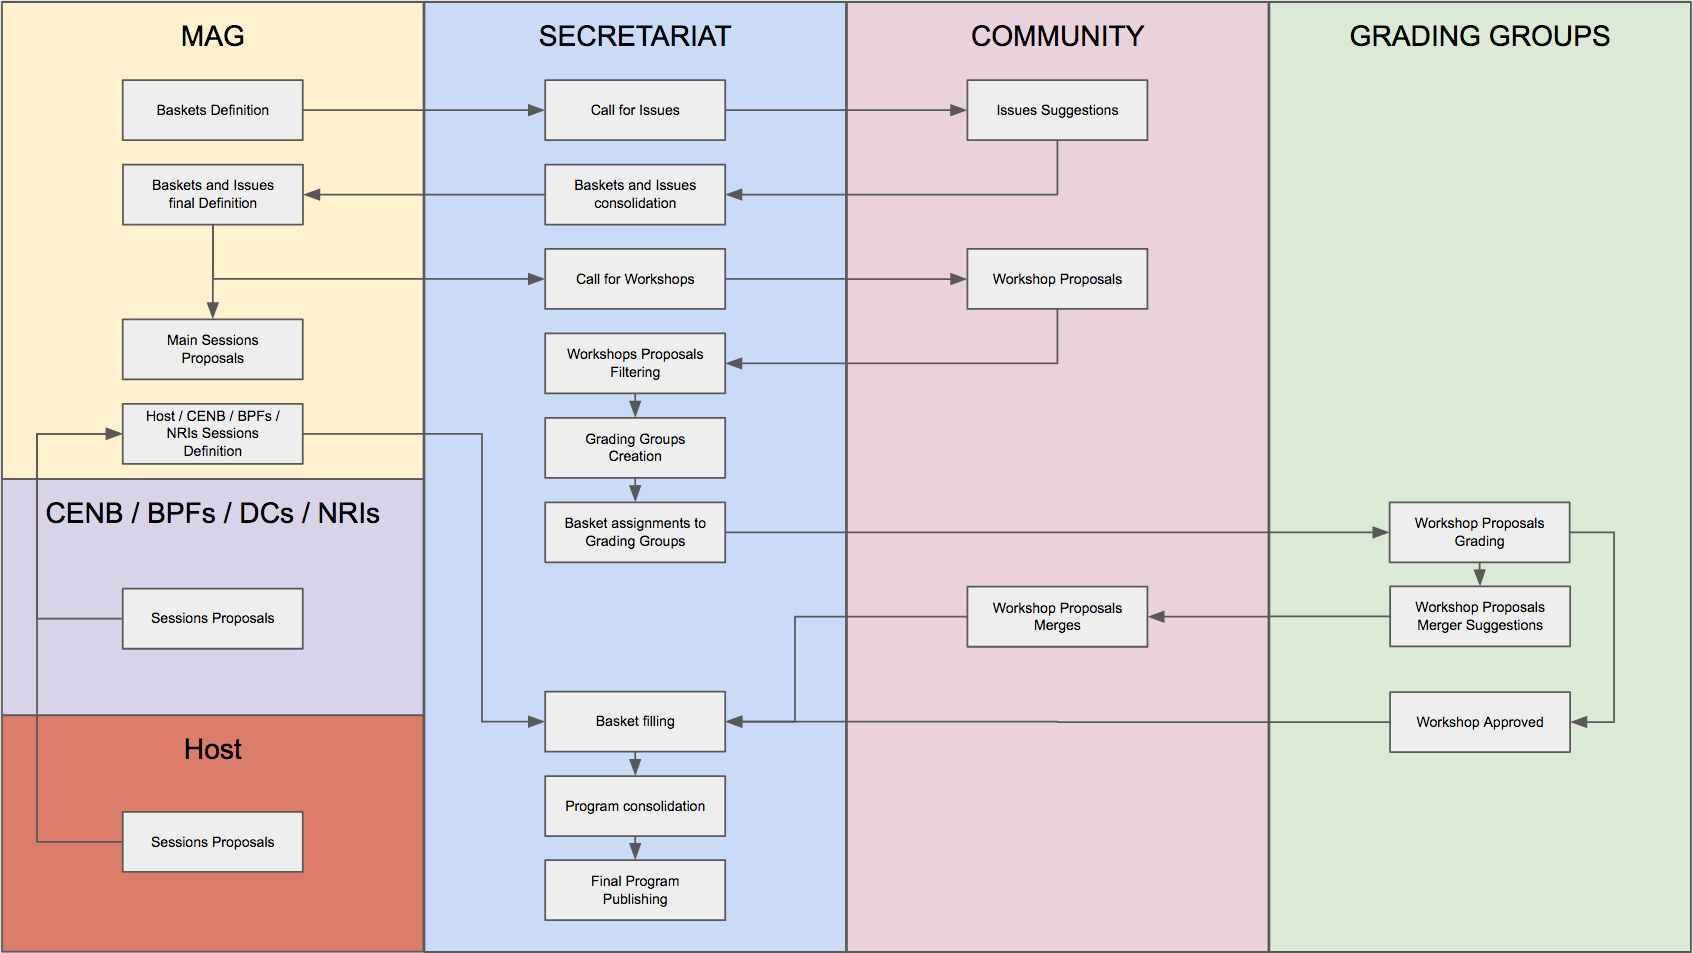 MAG
SECRETARIAT
COMMUNITY
GRADING GROUPS
Baskets Definition
Call for Issues
Issues Suggestions
Baskets and Issues
final Definition
Baskets and Issues
consolidation
Call for Workshops
Workshop Proposals
Main Sessions
Proposals
Workshops Proposals
Filtering
Host / CENB / BPFs /
NRIs Sessions
Definition
Grading Groups
Creation
CENB / BPFs / DCs / NRIs
Basket assignments to
Grading Groups
Workshop Proposals
Grading
Sessions Proposals
Workshop Proposals
Merges
Workshop Proposals
Merger Suggestions
Host
Basket filling
Workshop Approved
Program consolidation
Sessions Proposals
Final Program
Publishing